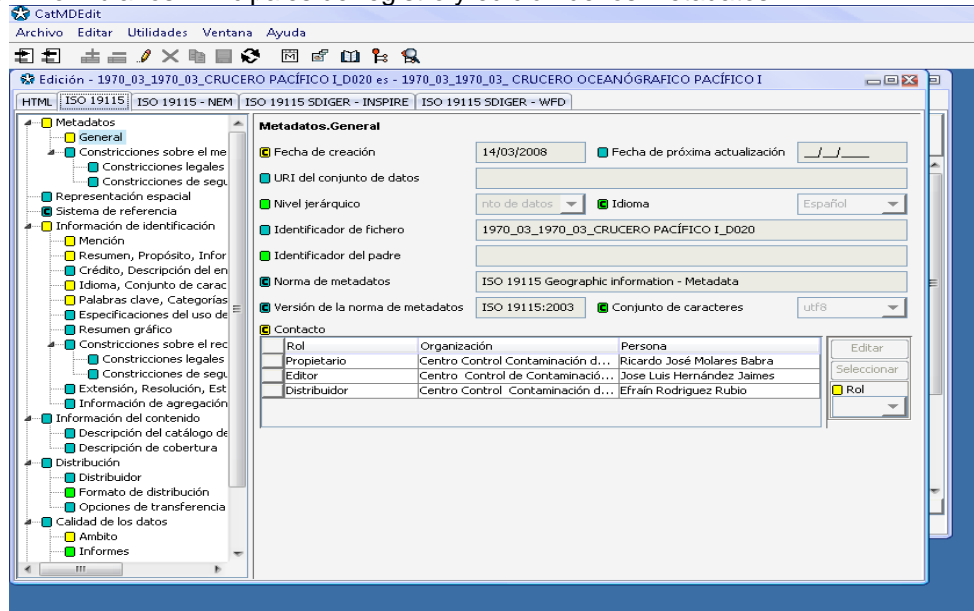 CatMDEdit
Archivo Editar Utilidades Ventana Ayuda
Edición - 1970_03_1970_03_CRUCERO PACÍFICO I_D020 es - 1970_03_1970_03_ CRUCERO OCEANÓGRAFICO PACÍFICO I
HTML ISO 19115 ISO 19115 - NEM ISO 19115 SDIGER - INSPIRE ISO 19115 SDIGER - WFD
Metadatos
General
Constricciones sobre el me
Constricciones legales
Constricciones de segu
Representación espacial
Sistema de referencia
Información de identificación
Mención
Resumen, Propósito, Infor
Crédito, Descripción del en
Idioma, Conjunto de carac
Palabras clave, Categorías
Especificaciones del uso de
Resumen gráfico
Constricciones sobre el rec
Constricciones legales
Constricciones de segu
Extensión, Resolución, Est
Información de agregación
Información del contenido
Descripción del catálogo de
Descripción de cobertura
Distribución
Distribuidor
Formato de distribución
Opciones de transferencia
Calidad de los datos
Ambito
Informes
Metadatos.General
C Fecha de creación 14/03/2008 Fecha de próxima actualización __/__/____
URI del conjunto de datos
Nivel jerárquico nto de datos C Idioma Español
Identificador de fichero 1970_03_1970_03_CRUCERO PACÍFICO I_D020
Identificador del padre
C Norma de metadatos ISO 19115 Geographic information - Metadata
C Versión de la norma de metadatos ISO 19115:2003 C Conjunto de caracteres utf8
C Contacto
Rol Organización Persona
Propietario Centro Control Contaminación d... Ricardo José Molares Babra
Editor Centro Control de Contaminació... Jose Luis Hernández Jaimes
Distribuidor Centro Control Contaminación d... Efraín Rodriguez Rubio
Editar
Seleccionar
Rol